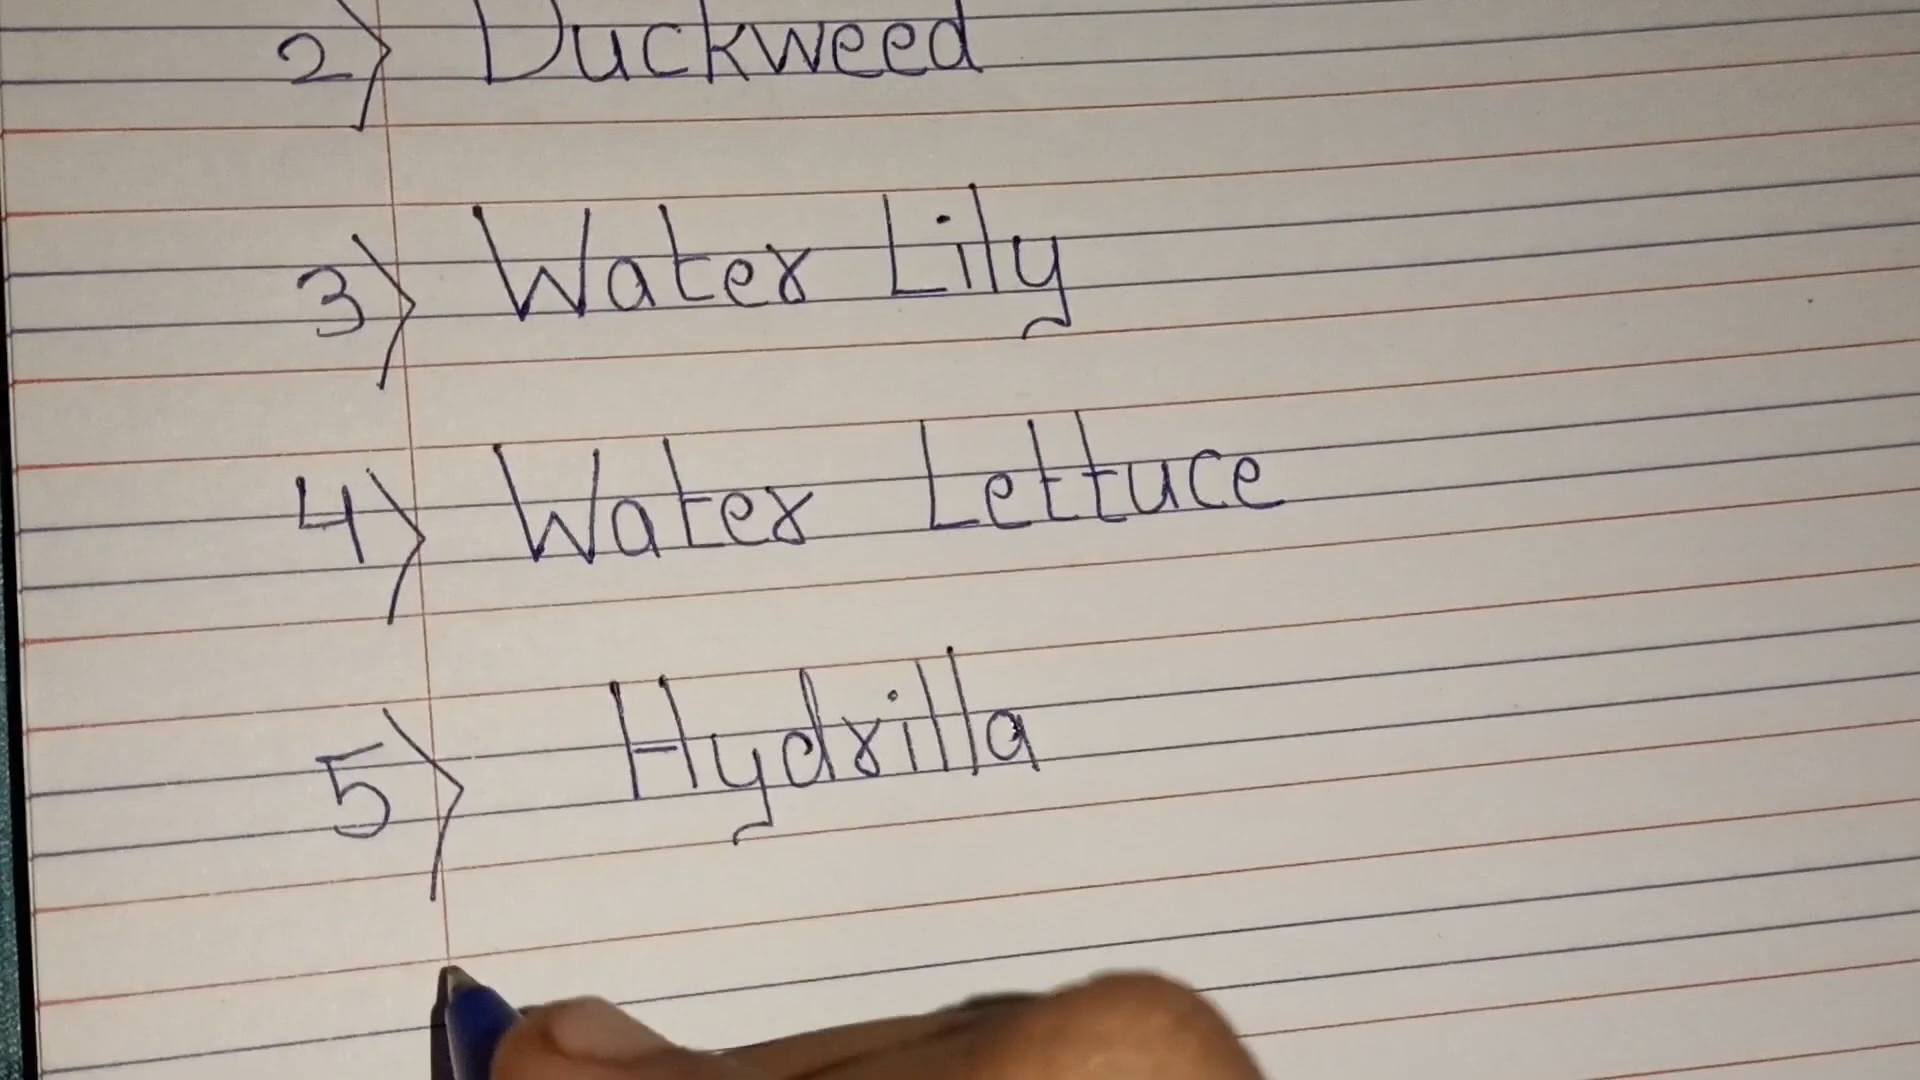 2) Duckweed
3) Water Lily
4) Water Lettuce
5) Hydrilla